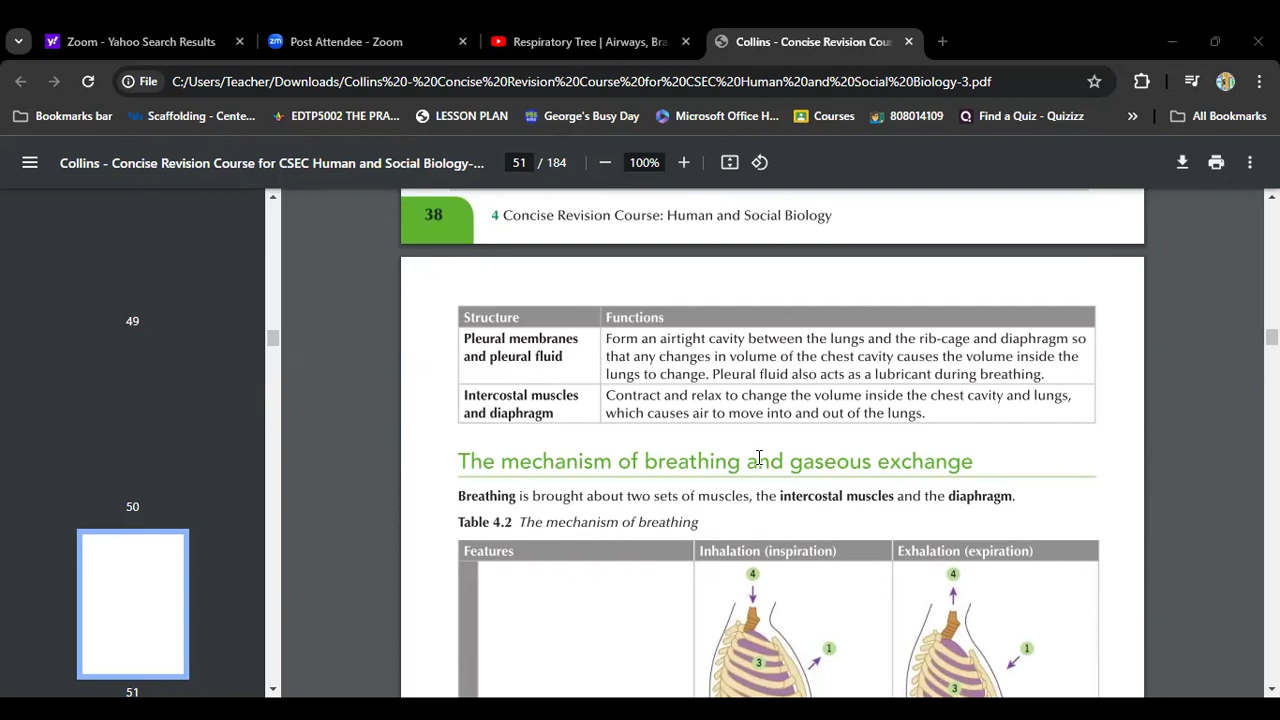 Zoom - Yahoo Search Results
Post Attendee - Zoom
Respiratory Tree | Airways, Bra
Collins - Concise Revision Cour
File
C:/Users/Teacher/Downloads/Collins%20-%20Concise%20Revision%20Course%20for%20CSEC%20Human%20and%20Social%20Biology-3.pdf
Bookmarks bar
Scaffolding - Cente...
EDTP5002 THE PRA...
LESSON PLAN
George's Busy Day
Microsoft Office H...
Courses
808014109
Find a Quiz - Quizizz
All Bookmarks
Collins - Concise Revision Course for CSEC Human and Social Biology-...
51 / 184
100%
49
50
51
38
4 Concise Revision Course: Human and Social Biology
Structure
Functions
Pleural membranes
and pleural fluid
Form an airtight cavity between the lungs and the rib-cage and diaphragm so
that any changes in volume of the chest cavity causes the volume inside the
lungs to change. Pleural fluid also acts as a lubricant during breathing.
Intercostal muscles
and diaphragm
Contract and relax to change the volume inside the chest cavity and lungs,
which causes air to move into and out of the lungs.
The mechanism of breathing and gaseous exchange
Breathing is brought about two sets of muscles, the intercostal muscles and the diaphragm.
Table 4.2 The mechanism of breathing
Features
Inhalation (inspiration)
Exhalation (expiration)
4
4
1
1
3
3